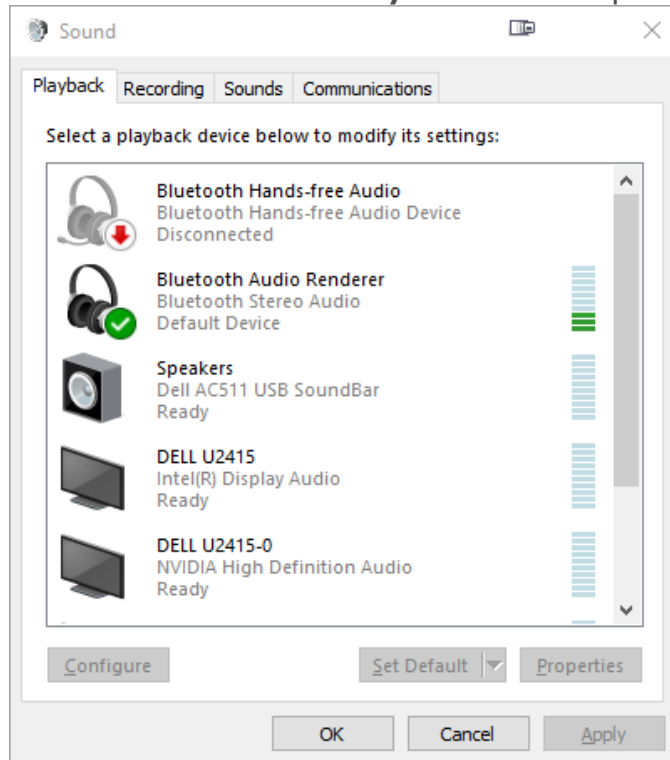 Sound
Playback
Recording
Sounds
Communications
Select a playback device below to modify its settings:
Bluetooth Hands-free Audio
Bluetooth Hands-free Audio Device
Disconnected
Bluetooth Audio Renderer
Bluetooth Stereo Audio
Default Device
Speakers
Dell AC511 USB SoundBar
Ready
DELL U2415
Intel(R) Display Audio
Ready
DELL U2415-0
NVIDIA High Definition Audio
Ready
Configure
Set Default
Properties
OK
Cancel
Apply